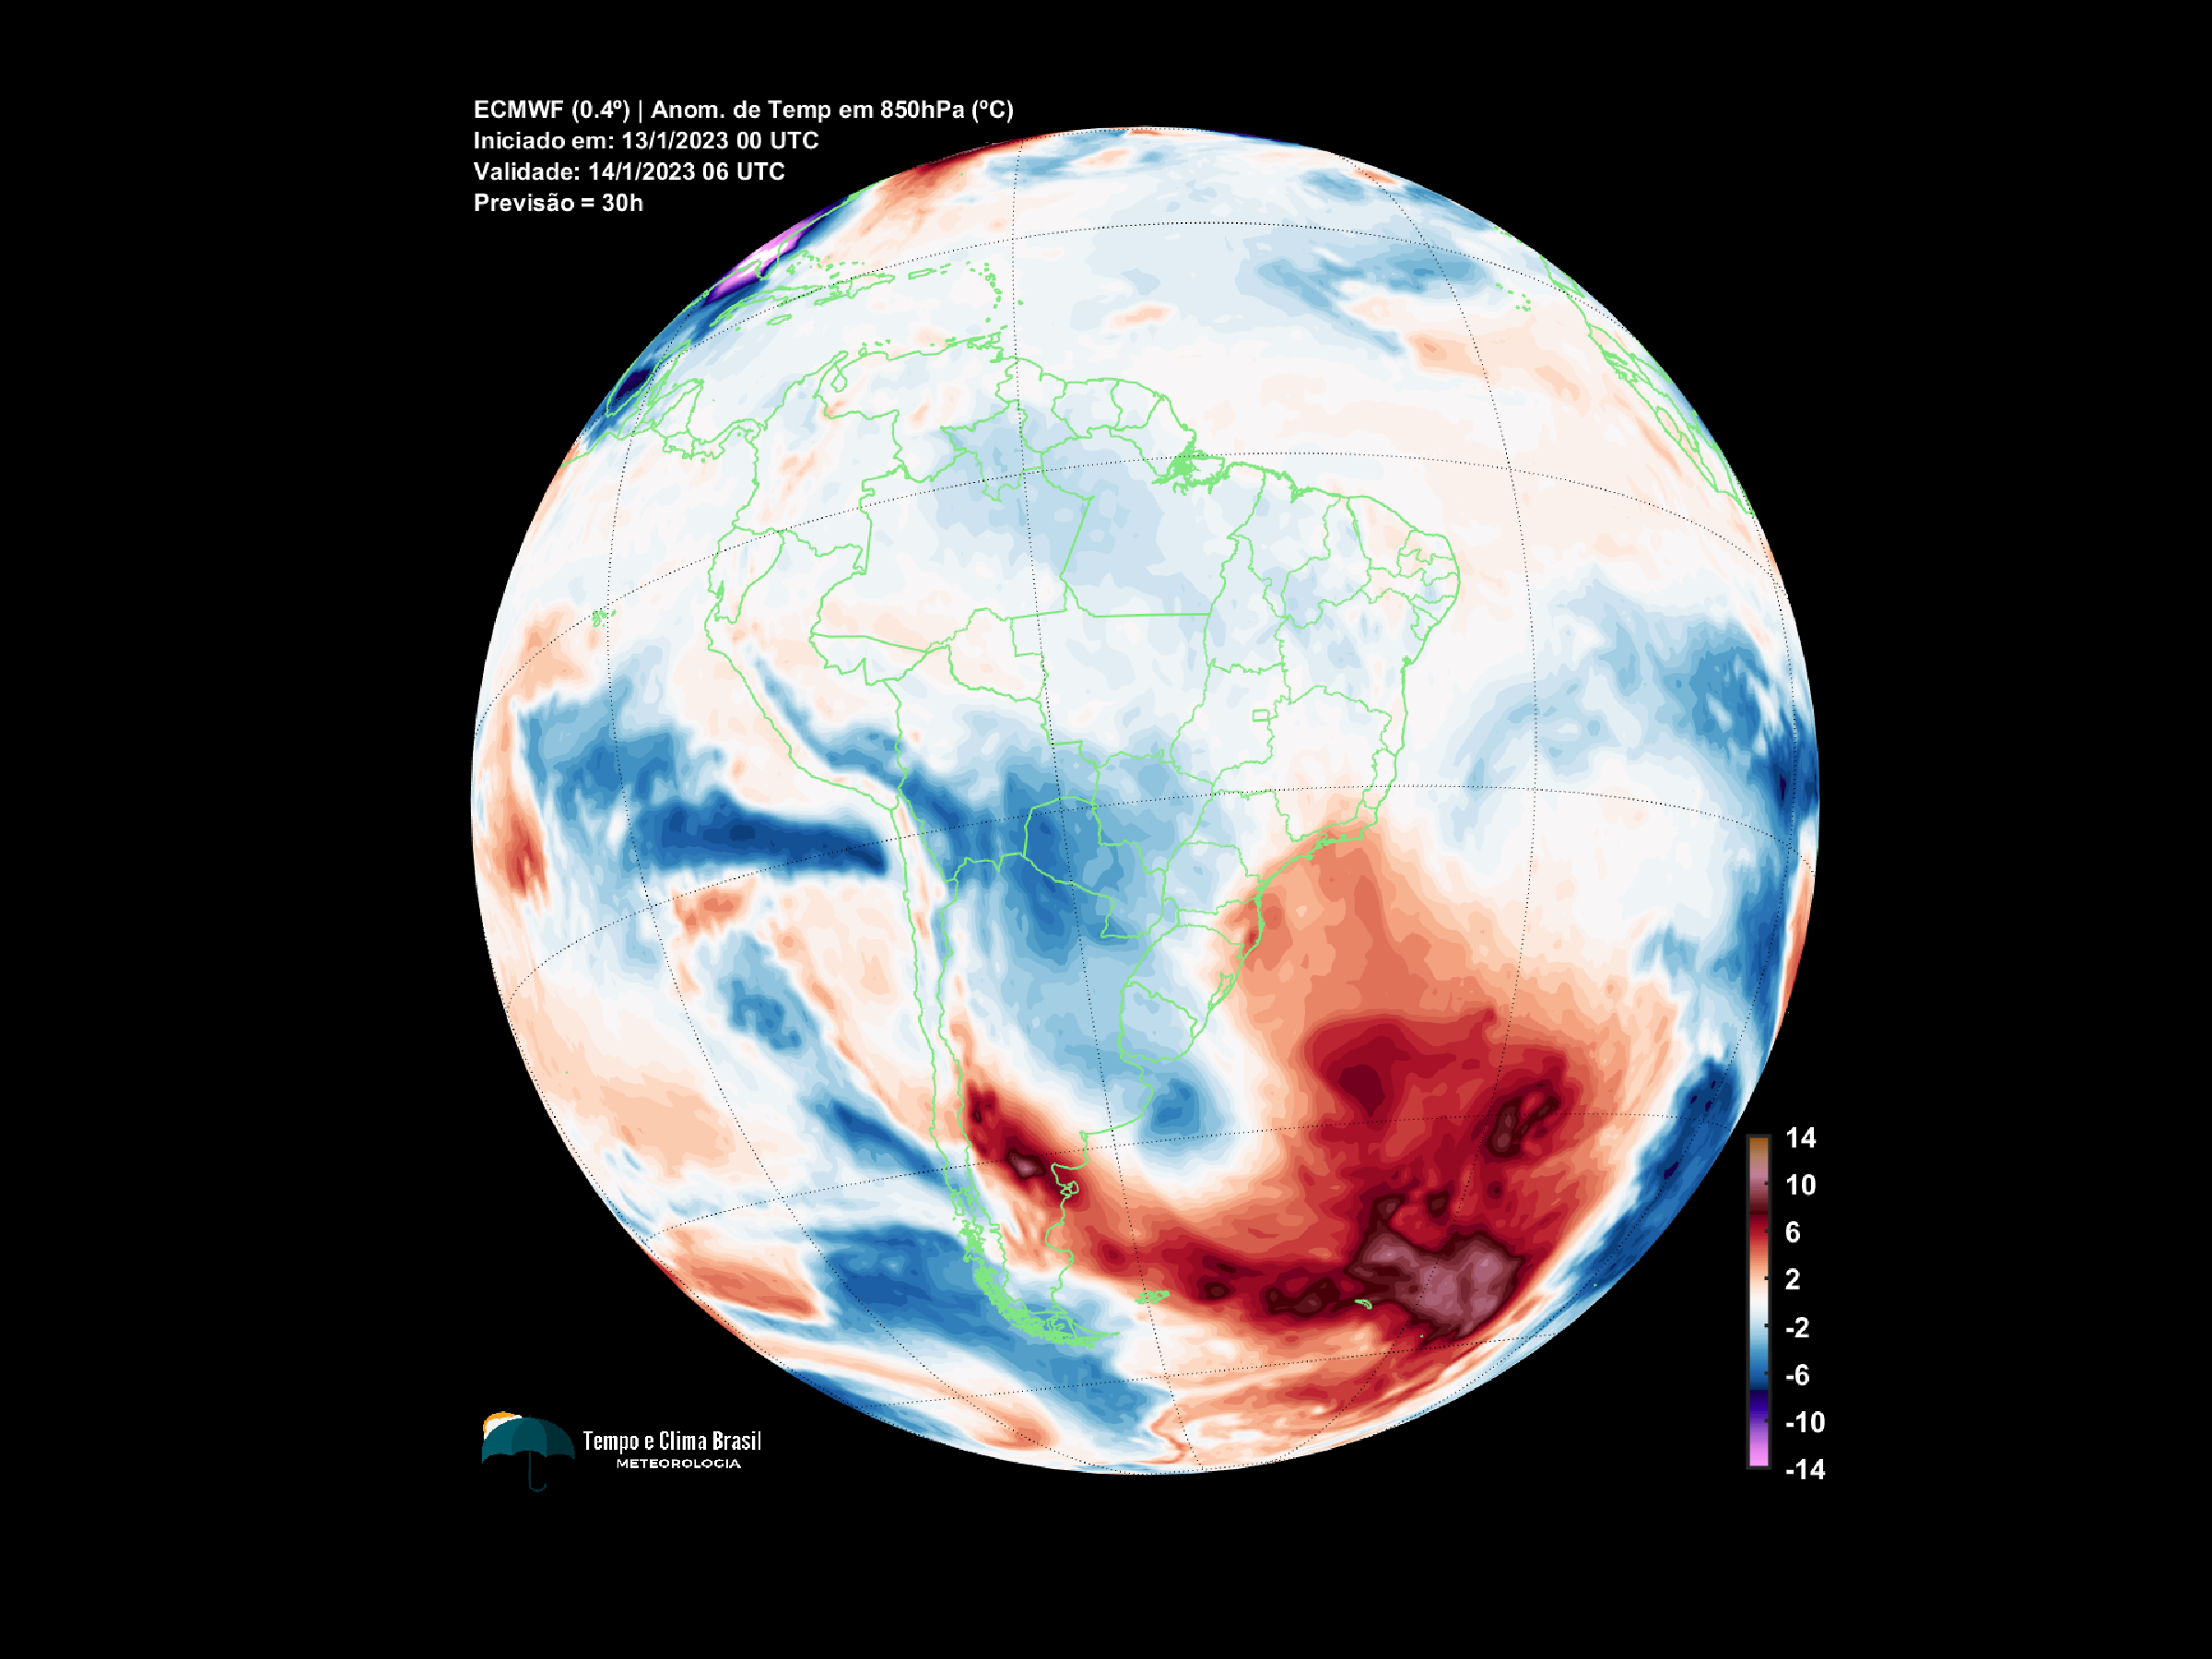 ECMWF (0.4º) | Anom. de Temp em 850hPa (ºC)
Iniciado em: 13/1/2023 00 UTC
Validade: 14/1/2023 06 UTC
Previsão = 30h
14
10
6
2
-2
-6
-10
-14
Tempo e Clima Brasil
METEOROLOGIA